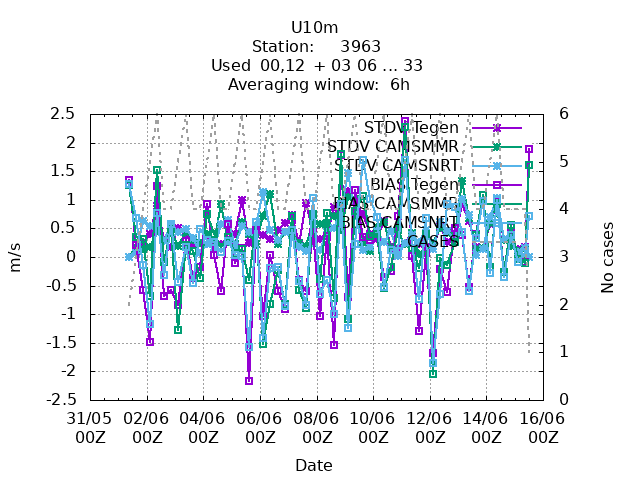 U10m
Station: 3963
Used 00,12 + 03 06 ... 33
Averaging window: 6h
2.5
2
1.5
1
0.5
0
-0.5
-1
-1.5
-2
-2.5
m/s
6
5
4
3
2
1
0
No cases
STDV Tegen
STDV CAMSMMR
STDV CAMSNRT
BIAS Tegen
BIAS CAMSMMR
BIAS CAMSNRT
CASES
31/05 02/06 04/06 06/06 08/06 10/06 12/06 14/06 16/06
00Z 00Z 00Z 00Z 00Z 00Z 00Z 00Z 00Z
Date